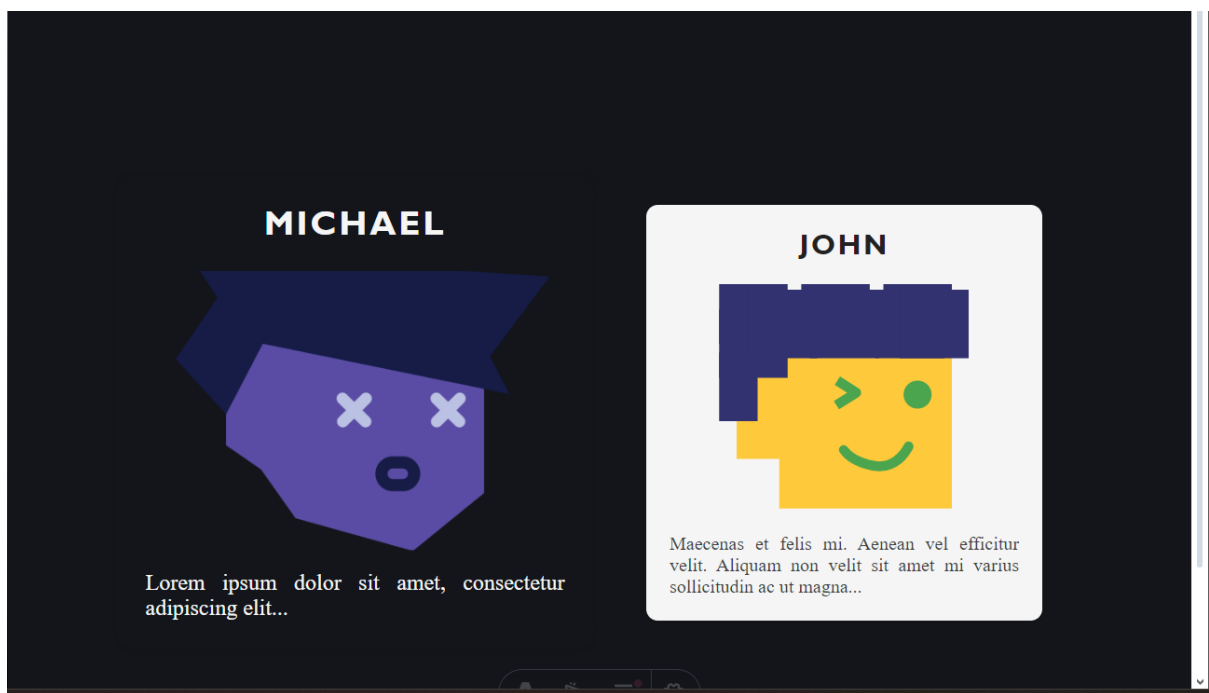 MICHAEL
Lorem ipsum dolor sit amet, consectetur
adipiscing elit...
JOHN
Maecenas et felis mi. Aenean vel efficitur
velit. Aliquam non velit sit amet mi varius
sollicitudin ac ut magna...